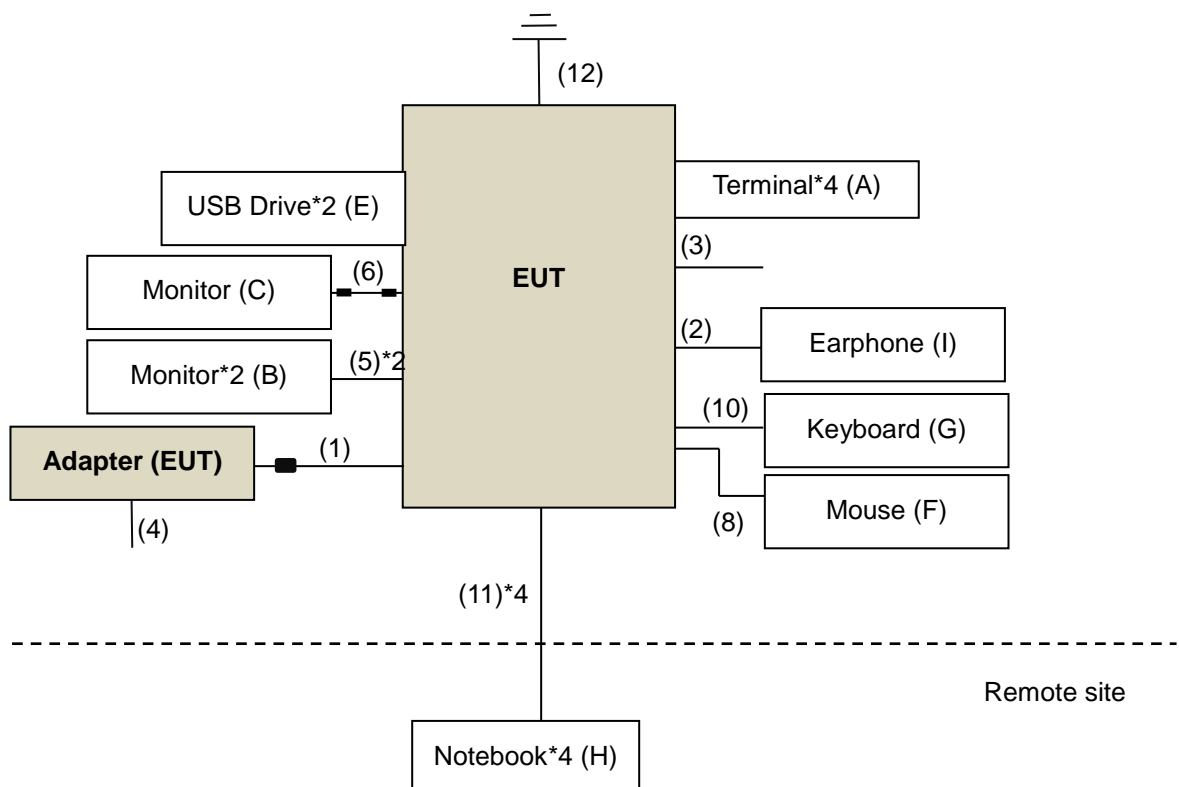 (12)
USB Drive*2 (E)
Terminal*4 (A)
(3)
(6)
Monitor (C)
EUT
(2)
Earphone (I)
(5)*2
Monitor*2 (B)
(10)
Keyboard (G)
Adapter (EUT)
(1)
Mouse (F)
(8)
(4)
(11)*4
Remote site
Notebook*4 (H)